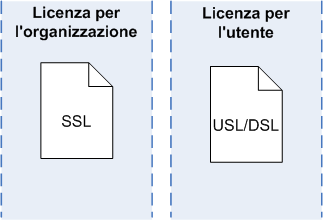 Licenza per
l'organizzazione
SSL
Licenza per
l'utente
USL/DSL